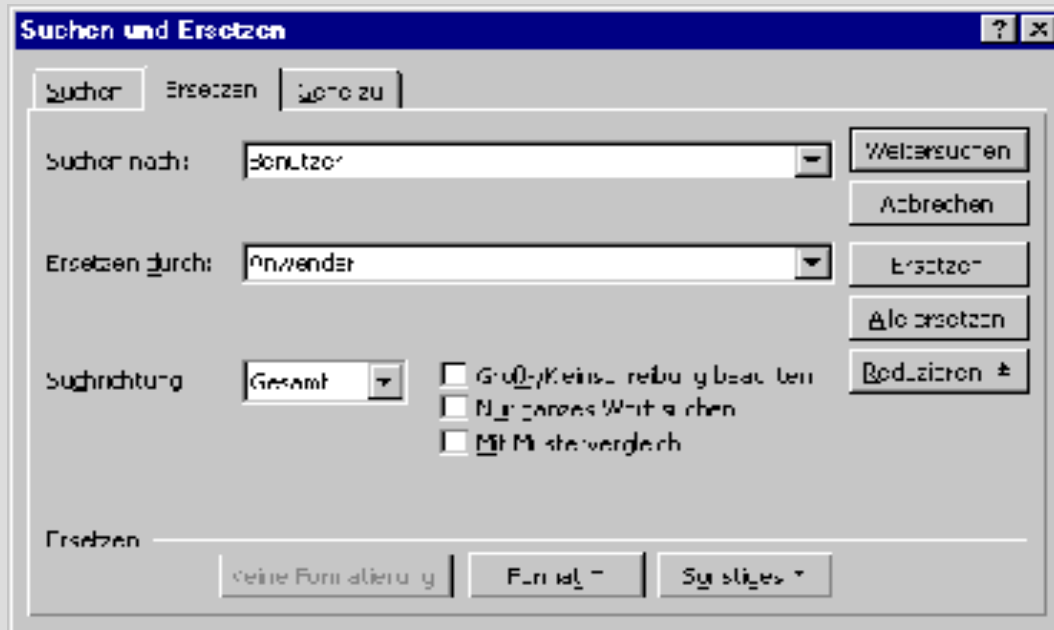 Suchen und Ersetzen
Suchen Ersetzen Gehe zu
Suchen nach: Benutzer Weitersuchen
Abbrechen
Ersetzen durch: Anwender Ersetzen
Alle ersetzen
Suchrichtung Gesamt Groß-/Kleinschreibung beachten Reduzieren
Nur ganzes Wort suchen
Mit Mustervergleich
Ersetzen
Keine Formatierung Format Sonstiges